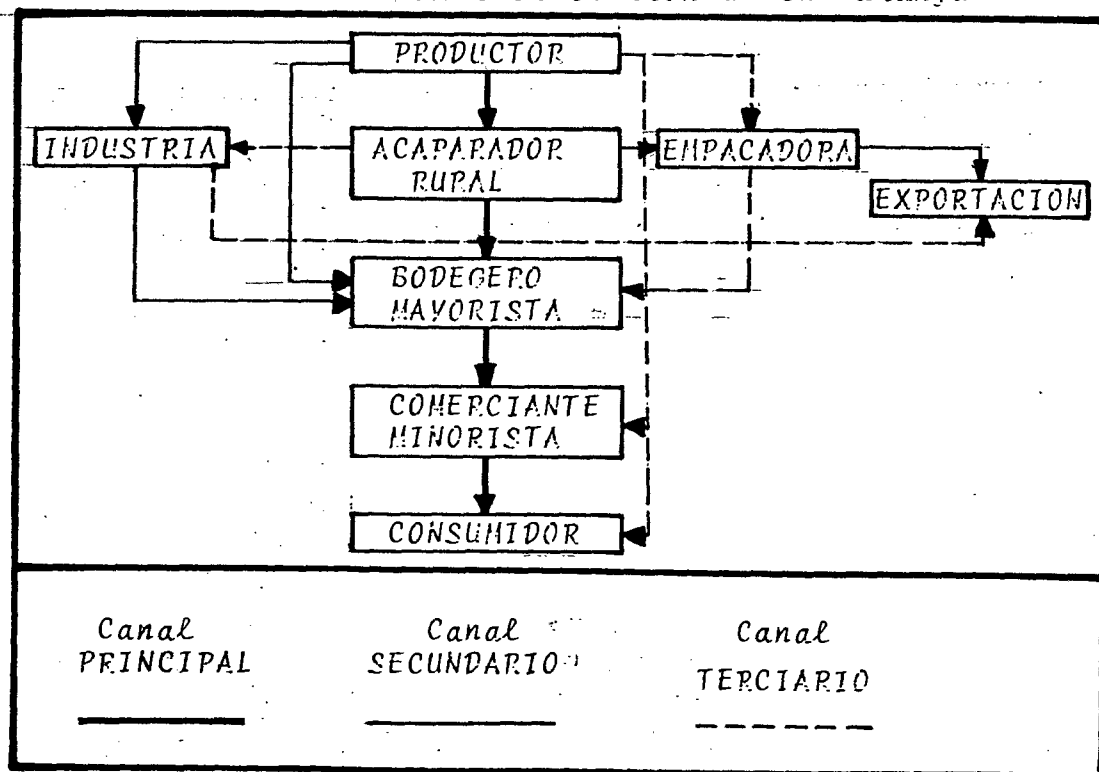 PRODUCTOR
INDUSTRIA
ACAPARADOR
RURAL
EMPACADORA
EXPORTACION
BODEGERO
MAYORISTA
COMERCIANTE
MINORISTA
CONSUMIDOR
Canal
PRINCIPAL
Canal
SECUNDARIO
Canal
TERCIARIO